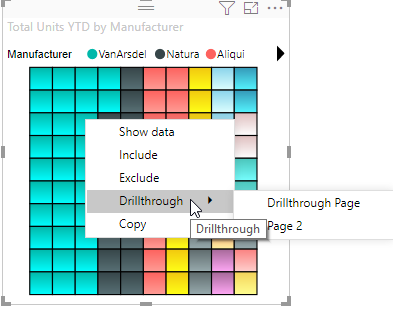 Total Units YTD by Manufacturer
Manufacturer VanArsdel Natura Aliqui
Show data
Include
Exclude
Drillthrough
Drillthrough Page
Copy
Drillthrough
Page 2